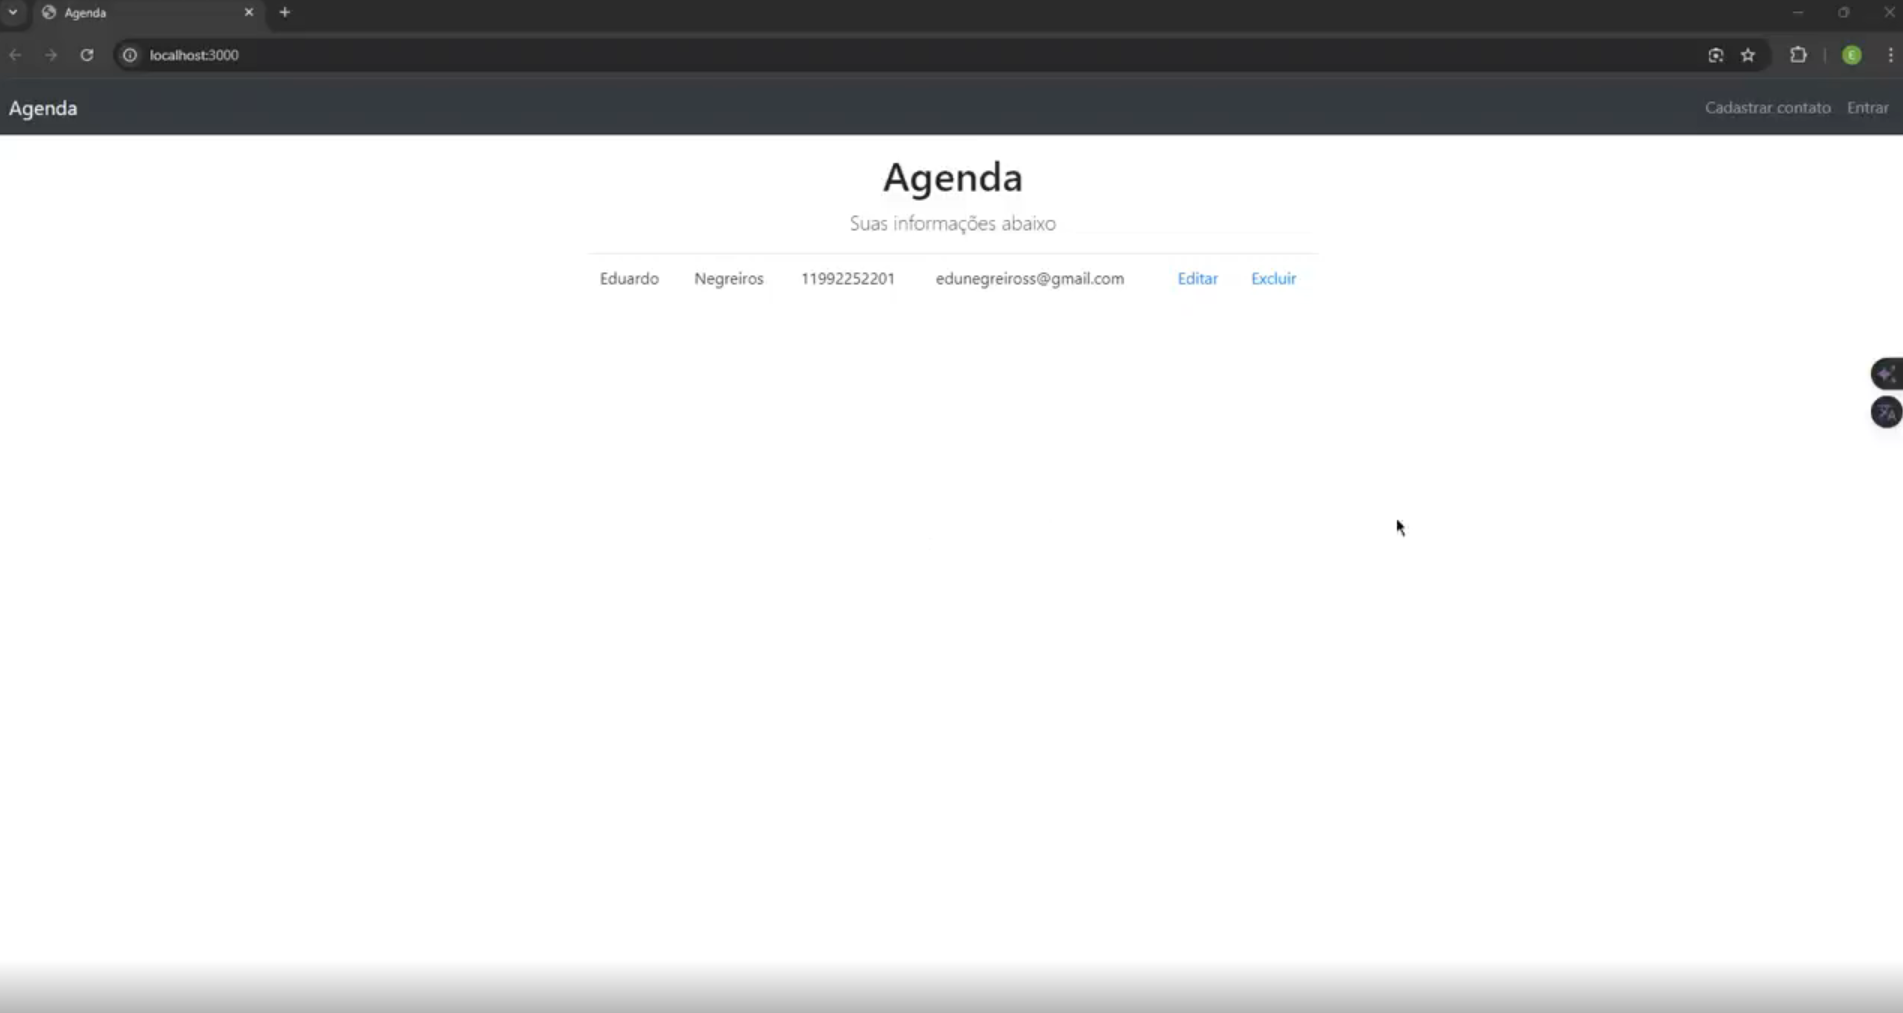 Agenda
localhost:3000
E
Agenda Cadastrar contato Entrar
Agenda
Suas informações abaixo
Eduardo Negreiros 11992252201 edunegreiross@gmail.com Editar Excluir